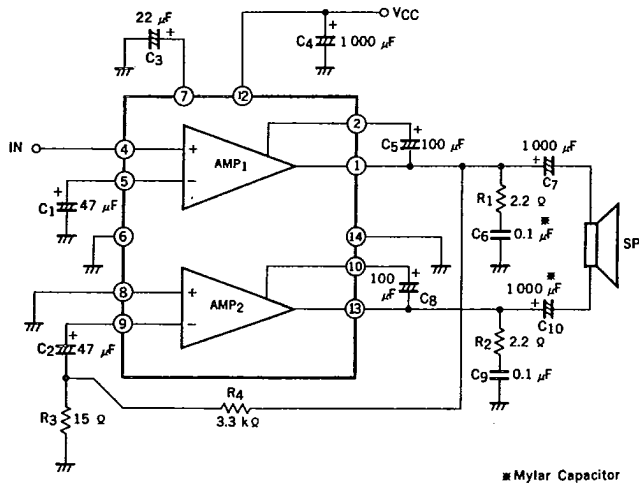 22 μF
C3
VCC
C4
1 000 μF
7
12
2
C5
100 μF
1 000 μF
IN
4
AMP1
1
C7
5
R1
2.2 Ω
C1
47 μF
C6
0.1 μF
6
14
SP
10
1 000 μF
8
AMP2
100 μF
C8
13
C10
9
C2
47 μF
R2
2.2 Ω
C9
0.1 μF
R4
3.3 kΩ
R3
15 Ω
※Mylar Capacitor